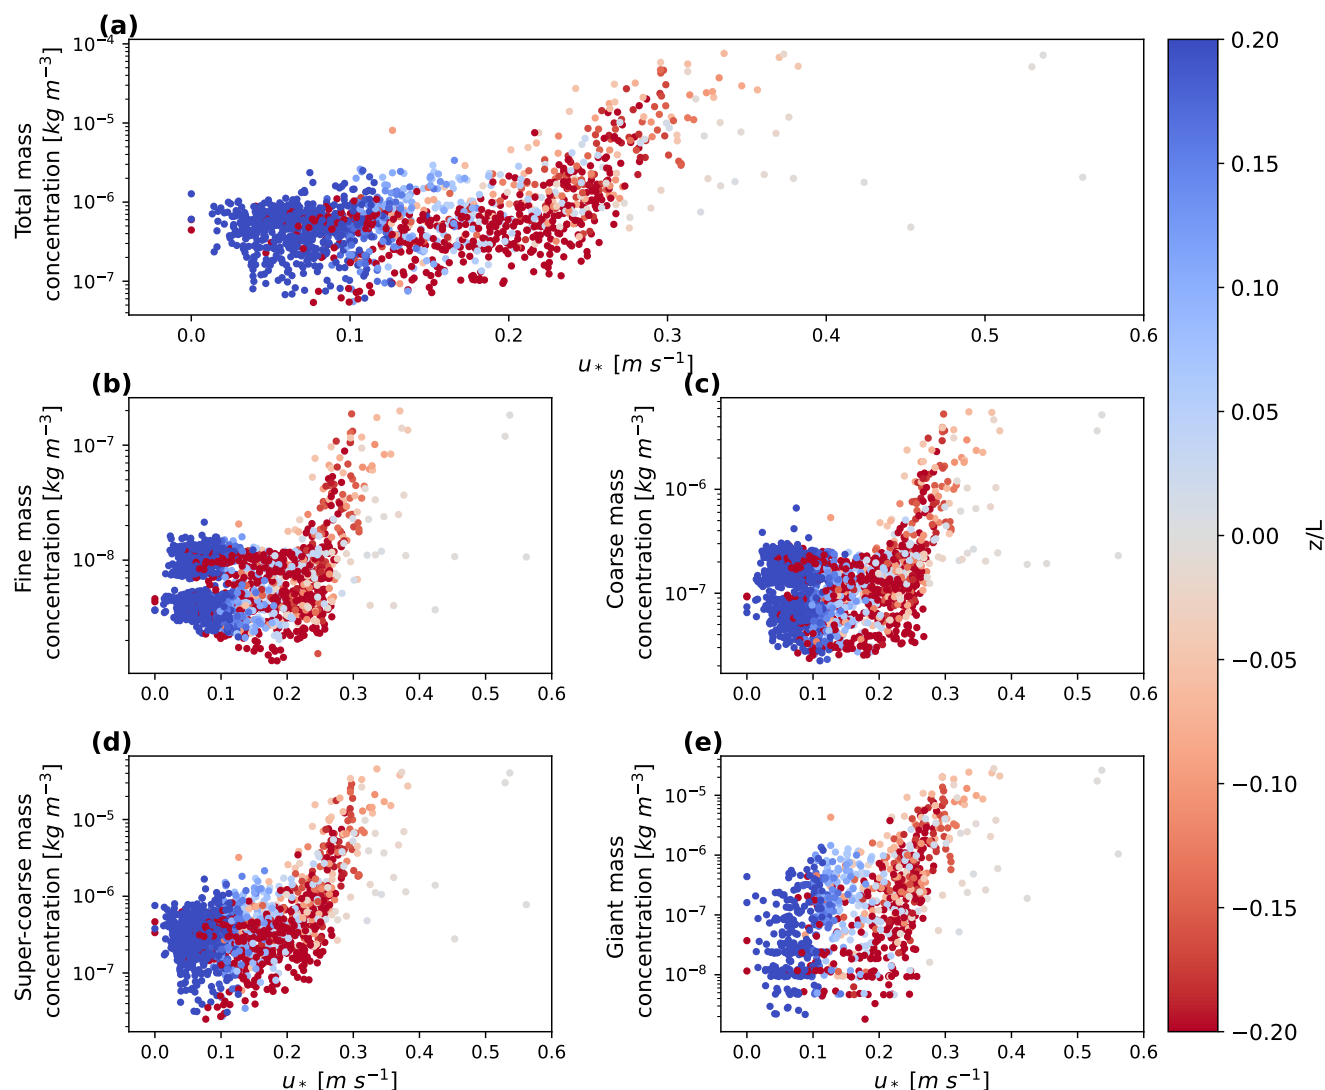 (a)
Total mass
concentration [kg m⁻³]
10⁻⁴
10⁻⁵
10⁻⁶
10⁻⁷
0.0 0.1 0.2 0.3 0.4 0.5 0.6
u* [m s⁻¹]
(b)
Fine mass
concentration [kg m⁻³]
10⁻⁷
10⁻⁸
0.0 0.1 0.2 0.3 0.4 0.5 0.6
(c)
Coarse mass
concentration [kg m⁻³]
10⁻⁶
10⁻⁷
0.0 0.1 0.2 0.3 0.4 0.5 0.6
(d)
Super-coarse mass
concentration [kg m⁻³]
10⁻⁵
10⁻⁶
10⁻⁷
0.0 0.1 0.2 0.3 0.4 0.5 0.6
u* [m s⁻¹]
(e)
Giant mass
concentration [kg m⁻³]
10⁻⁵
10⁻⁶
10⁻⁷
10⁻⁸
0.0 0.1 0.2 0.3 0.4 0.5 0.6
u* [m s⁻¹]
0.20
0.15
0.10
0.05
0.00
−0.05
−0.10
−0.15
−0.20
z/L